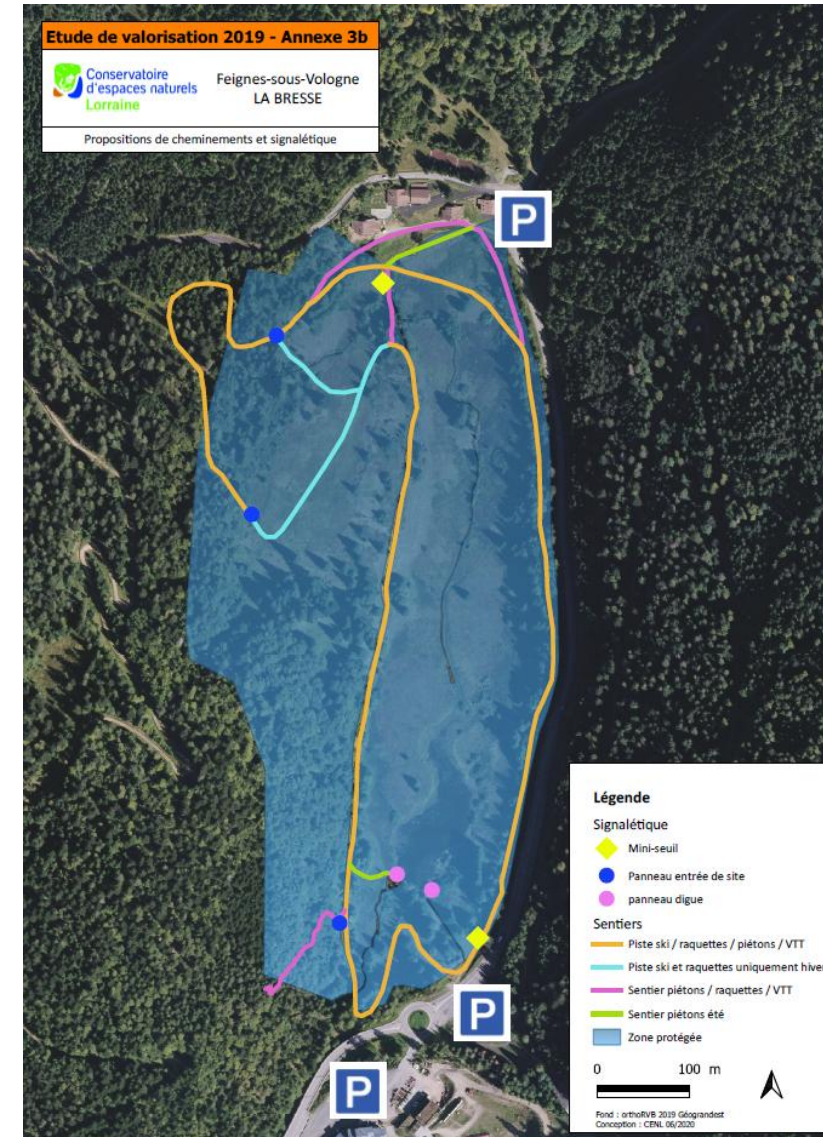 Etude de valorisation 2019 - Annexe 3b
Conservatoire
d'espaces naturels
Lorraine
Feignes-sous-Vologne
LA BRESSE
Propositions de cheminements et signalétique
P
P
P
Légende
Signalétique
Mini-seuil
Panneau entrée de site
panneau digue
Sentiers
Piste ski / raquettes / piétons / VTT
Piste ski et raquettes uniquement hiver
Sentier piétons / raquettes / VTT
Sentier piétons été
Zone protégée
0 100 m
Fond : orthoRVB 2019 Géograndest
Conception : CENL 06/2020